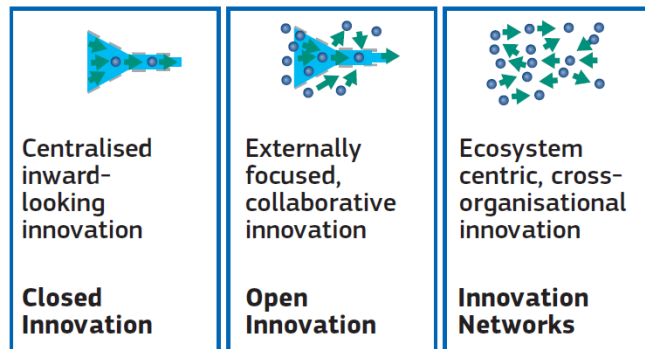 Centralised
inward-
looking
innovation
Closed
Innovation
Externally
focused,
collaborative
innovation
Open
Innovation
Ecosystem
centric, cross-
organisational
innovation
Innovation
Networks